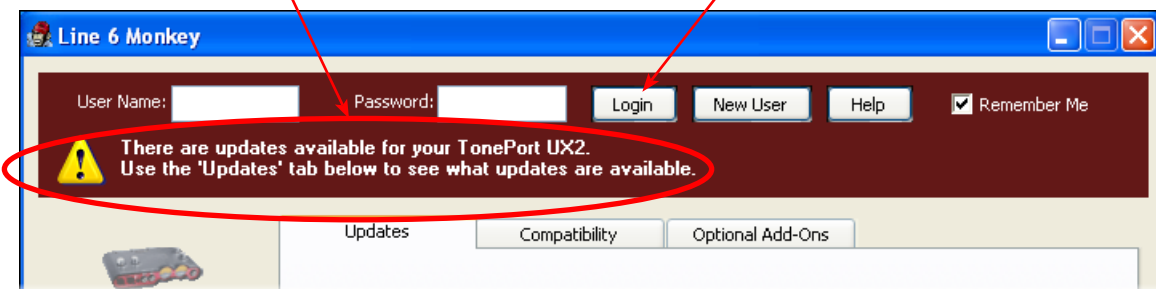 Line 6 Monkey
User Name: Password: Login New User Help Remember Me
There are updates available for your TonePort UX2.
Use the 'Updates' tab below to see what updates are available.
Updates Compatibility Optional Add-Ons